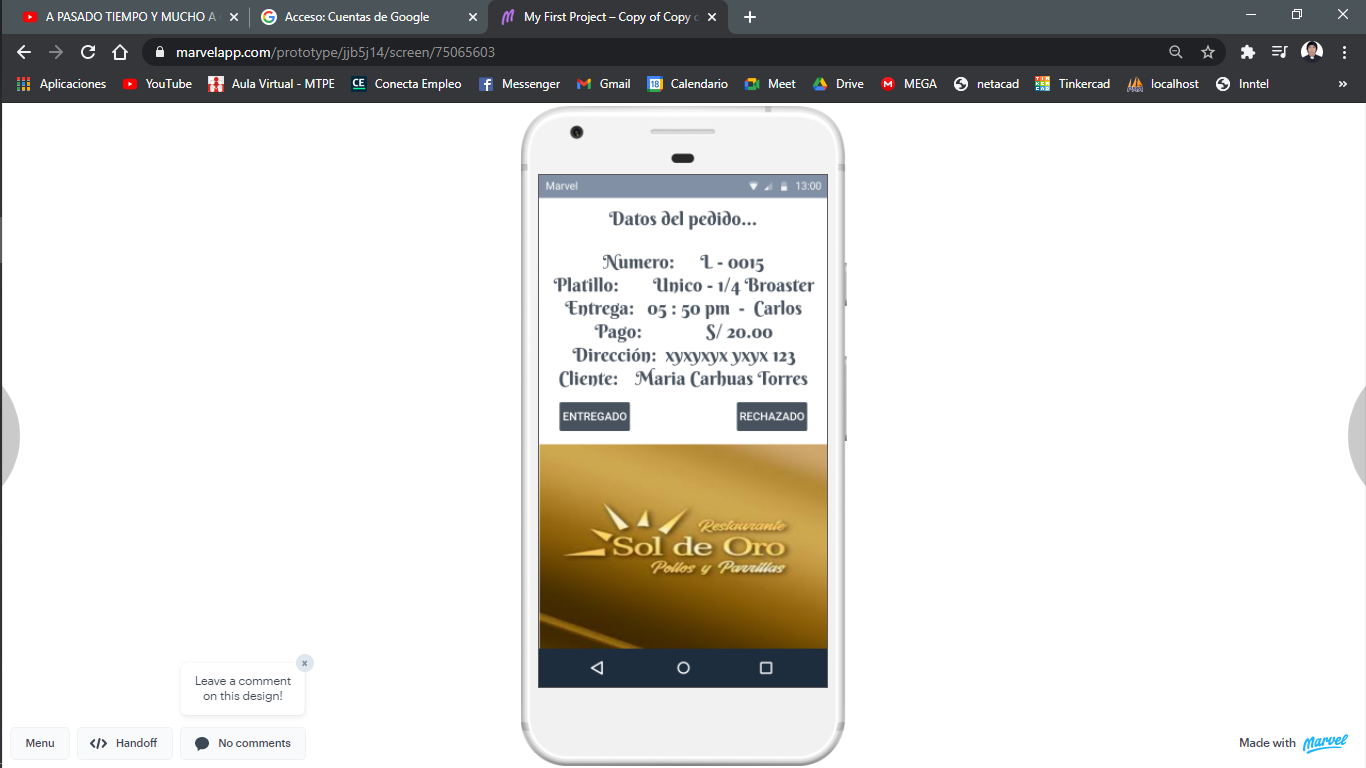 A PASADO TIEMPO Y MUCHO A
Acceso: Cuentas de Google
My First Project – Copy of Copy
marvelapp.com/prototype/jjb5j14/screen/75065603
Aplicaciones YouTube Aula Virtual - MTPE CE Conecta Empleo Messenger Gmail 18 Calendario Meet Drive MEGA netacad Tinkercad localhost Inntel »
Marvel 13:00
Datos del pedido...
Numero: L - 0015
Platillo: Unico - 1/4 Broaster
Entrega: 05 : 50 pm - Carlos
Pago: S/ 20.00
Dirección: xyxyxyx yxyx 123
Cliente: Maria Carhuas Torres
ENTREGADO RECHAZADO
Restaurante
Sol de Oro
Pollos y Parrillas
Leave a comment
on this design!
Menu Handoff No comments
Made with Marvel